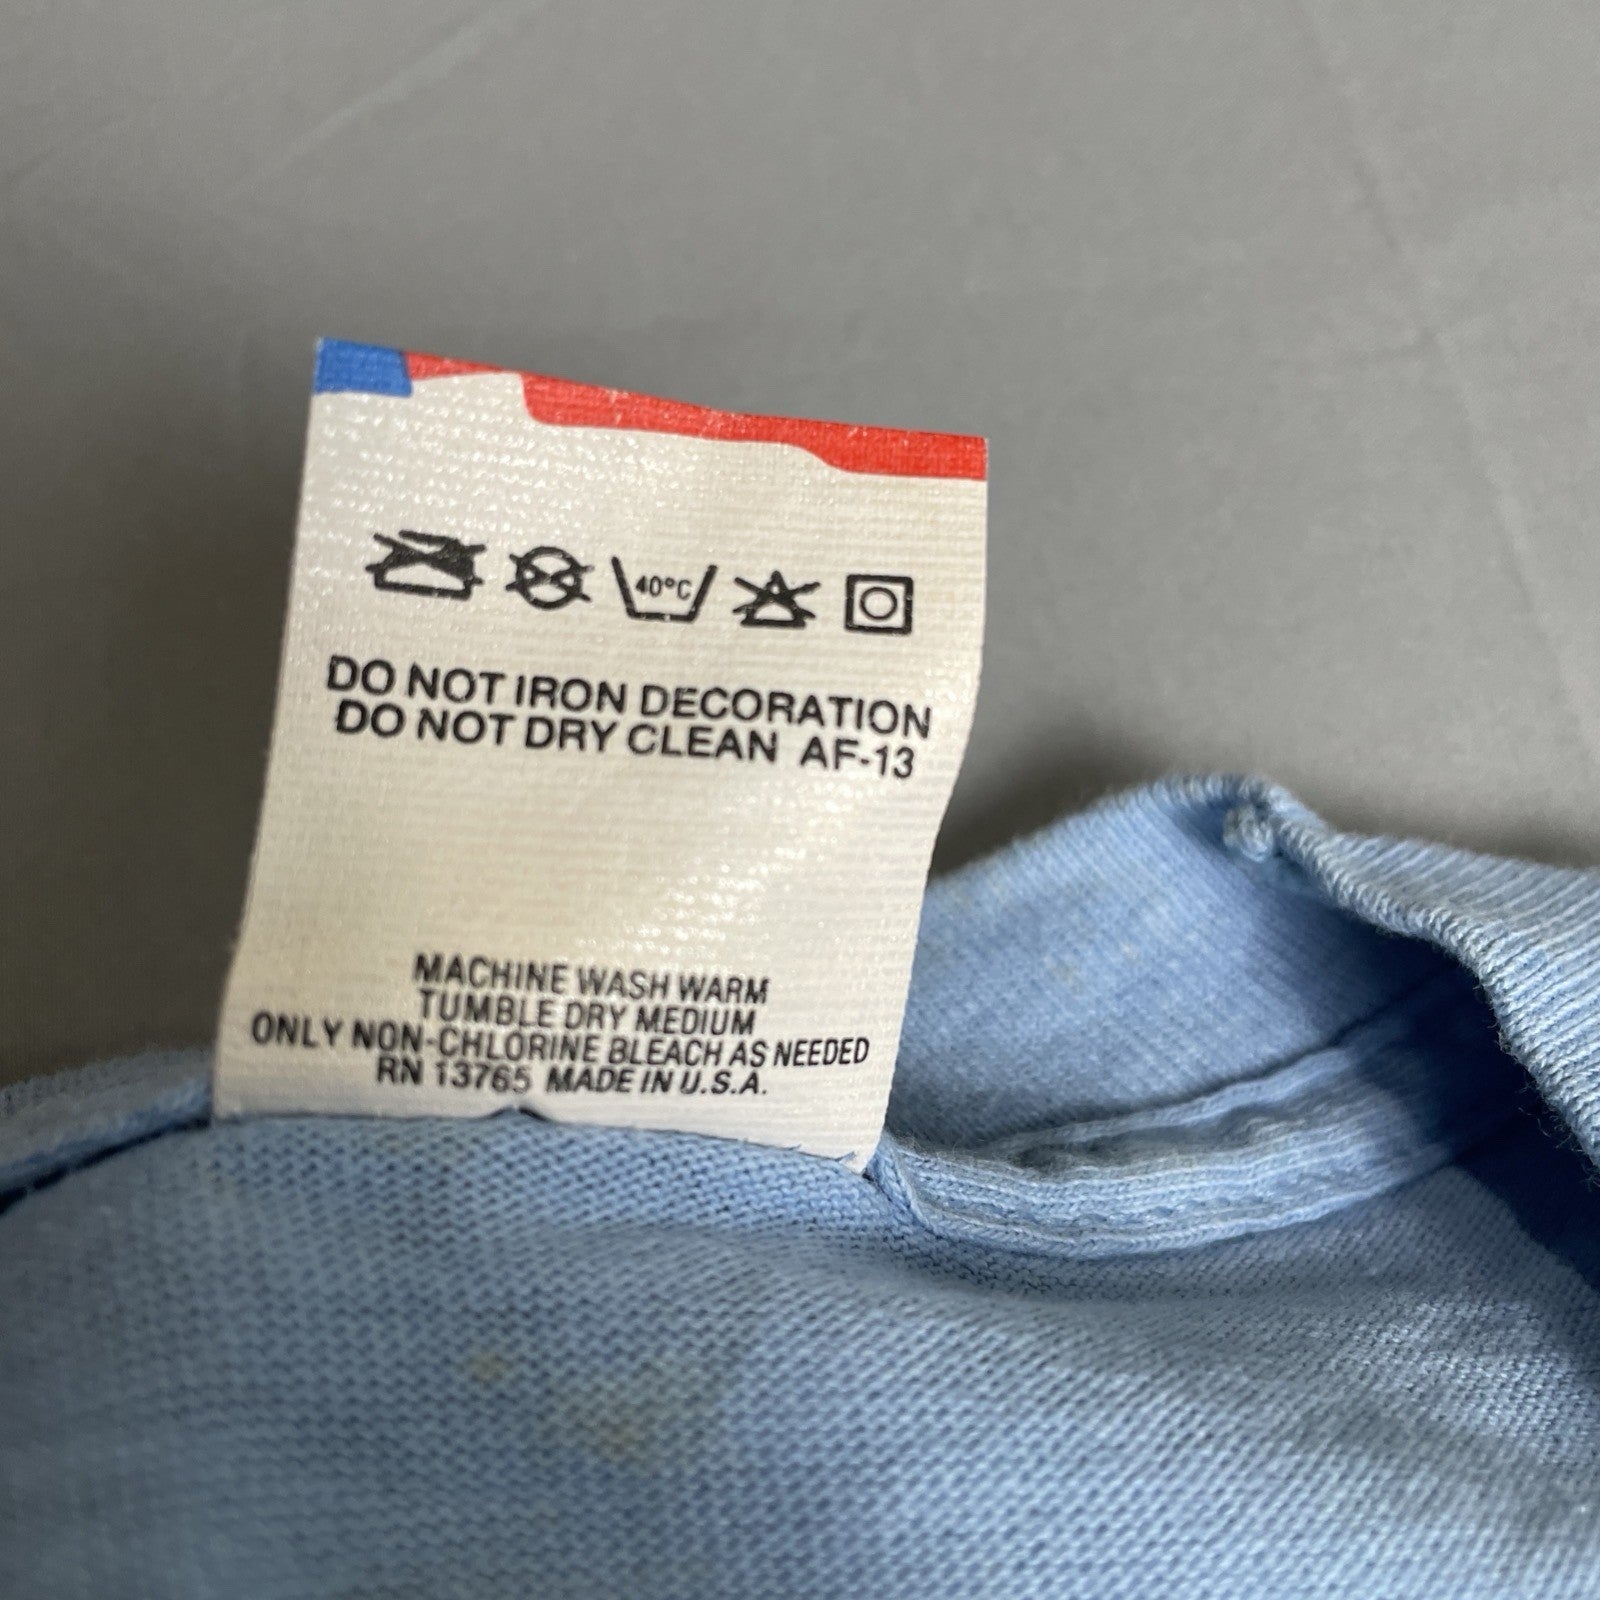 40°C
DO NOT IRON DECORATION
DO NOT DRY CLEAN AF-13
MACHINE WASH WARM
TUMBLE DRY MEDIUM
ONLY NON-CHLORINE BLEACH AS NEEDED
RN 13765 MADE IN U.S.A.